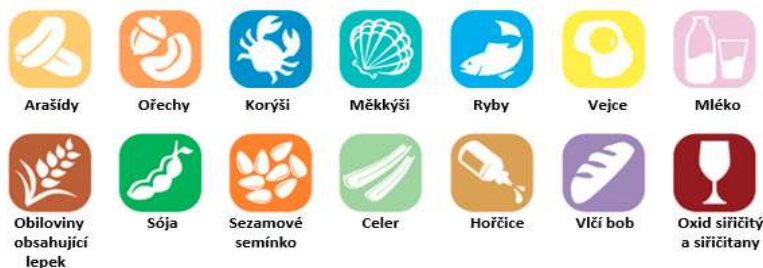 Arašídy Ořechy Korýši Měkkýši Ryby Vejce Mléko
Obiloviny Sója Sezamové Celer Hořčice Vlčí bob Oxid siřičitý
obsahující semínko a siřičitany
lepek